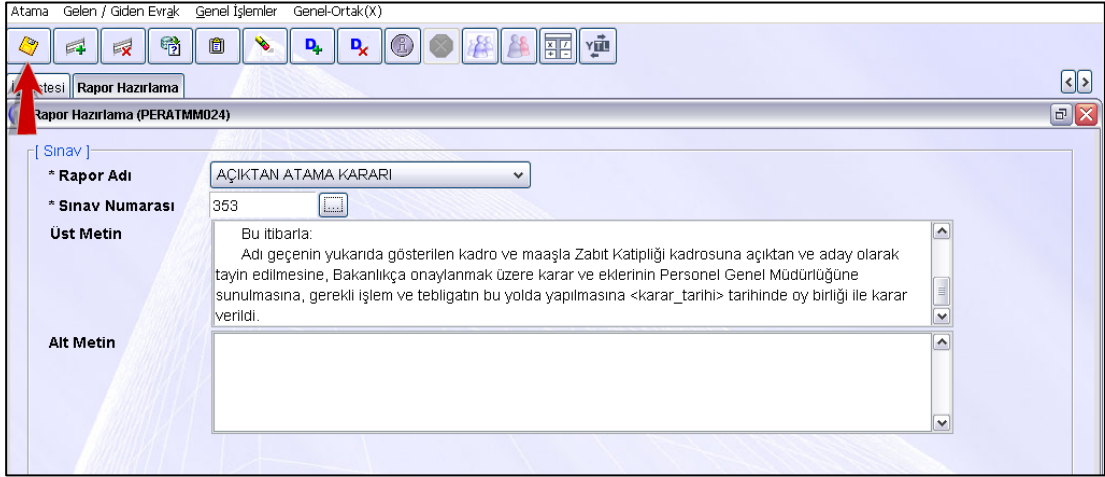 Atama Gelen / Giden Evrak Genel İşlemler Genel-Ortak(X)
D+ Dx YTL
tesi Rapor Hazırlama
Rapor Hazırlama (PERATMM024)
[ Sınav ]
* Rapor Adı AÇIKTAN ATAMA KARARI
* Sınav Numarası 353 ...
Üst Metin
Bu itibarla:
Adı geçenin yukarıda gösterilen kadro ve maaşla Zabıt Katipliği kadrosuna açıktan ve aday olarak
tayin edilmesine, Bakanlıkça onaylanmak üzere karar ve eklerinin Personel Genel Müdürlüğüne
sunulmasına, gerekli işlem ve tebligatın bu yolda yapılmasına <karar_tarihi> tarihinde oy birliği ile karar
verildi.
Alt Metin